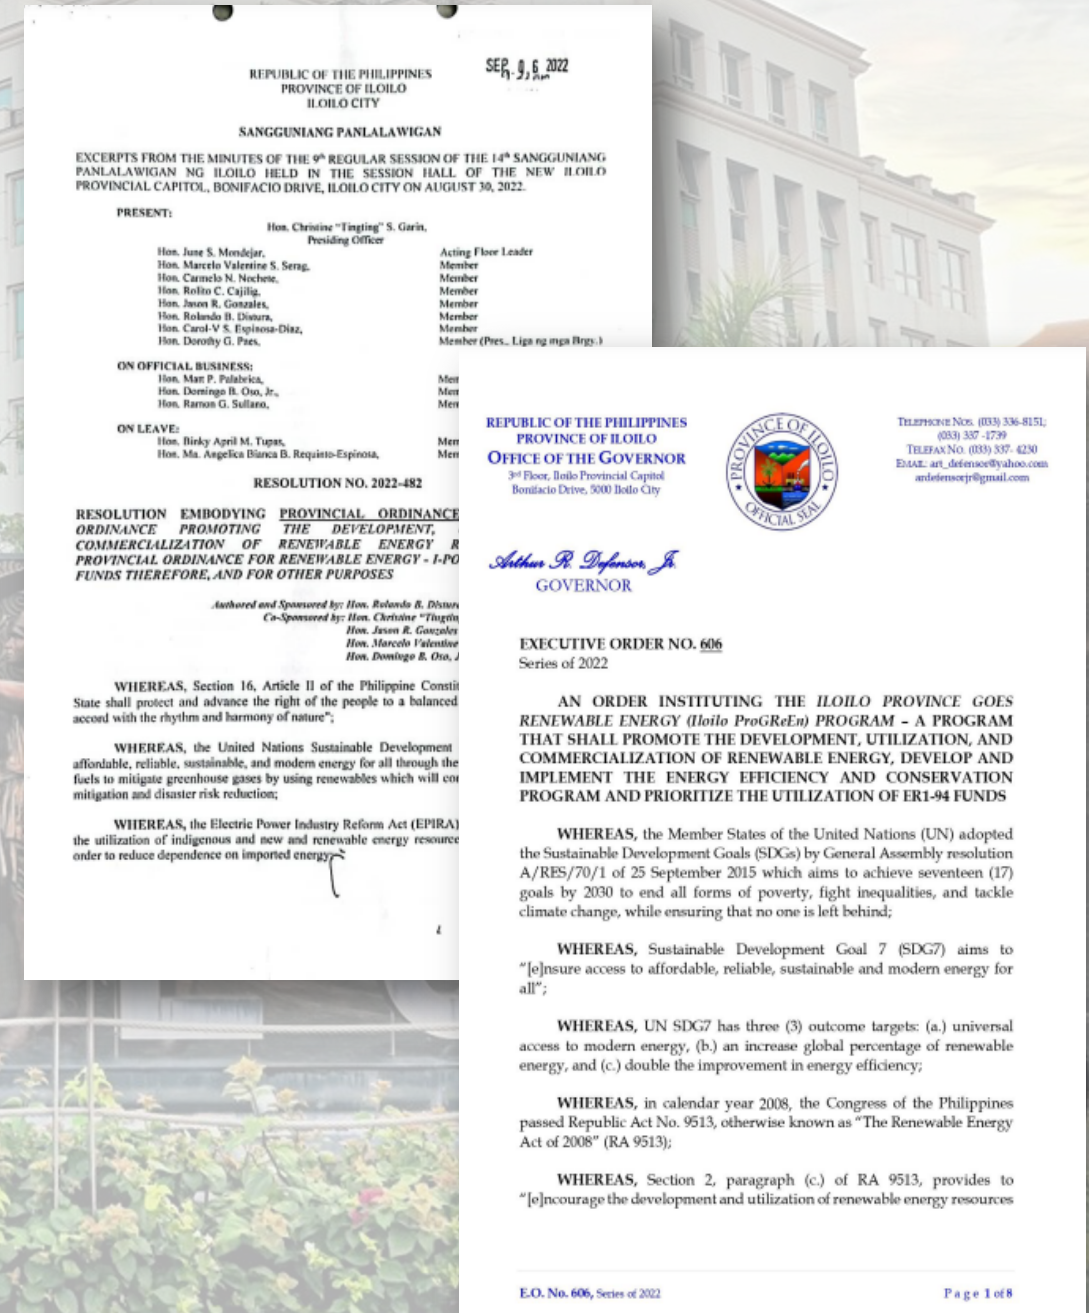 SEP 06 2022
REPUBLIC OF THE PHILIPPINES
PROVINCE OF ILOILO
ILOILO CITY
SANGGUNIANG PANLALAWIGAN
EXCERPTS FROM THE MINUTES OF THE 9th REGULAR SESSION OF THE 14th SANGGUNIANG
PANLALAWIGAN NG ILOILO HELD IN THE SESSION HALL OF THE NEW ILOILO
PROVINCIAL CAPITOL, BONIFACIO DRIVE, ILOILO CITY ON AUGUST 30, 2022.
PRESENT:
Hon. Christine "Tingting" S. Garin,
Presiding Officer
Hon. June S. Mondejar, Acting Floor Leader
Hon. Marcelo Valentine S. Serag, Member
Hon. Carmelo N. Nochete, Member
Hon. Rolito C. Cajilig, Member
Hon. Jason R. Gonzales, Member
Hon. Rolando B. Distura, Member
Hon. Carol-V S. Espinosa-Diaz, Member
Hon. Dorothy G. Paes, Member (Pres., Liga ng mga Brgy.)
ON OFFICIAL BUSINESS:
Hon. Matt P. Palabrica, Mem
Hon. Domingo B. Oso, Jr., Mem
Hon. Ramon G. Sullano, Mem
ON LEAVE:
Hon. Binky April M. Tupas, Mem
Hon. Ma. Angelica Bianca B. Requinto-Espinosa, Mem
RESOLUTION NO. 2022-482
RESOLUTION EMBODYING PROVINCIAL ORDINANCE
ORDINANCE PROMOTING THE DEVELOPMENT,
COMMERCIALIZATION OF RENEWABLE ENERGY R
PROVINCIAL ORDINANCE FOR RENEWABLE ENERGY - I-PO
FUNDS THEREFORE, AND FOR OTHER PURPOSES
Authored and Sponsored by: Hon. Rolando B. Distura
Co-Sponsored by: Hon. Christine "Tingtin
Hon. Jason R. Gonzales
Hon. Marcelo Valentine
Hon. Domingo B. Oso, J
WHEREAS, Section 16, Article II of the Philippine Constit
State shall protect and advance the right of the people to a balanced
accord with the rhythm and harmony of nature";
WHEREAS, the United Nations Sustainable Development
affordable, reliable, sustainable, and modern energy for all through the
fuels to mitigate greenhouse gases by using renewables which will con
mitigation and disaster risk reduction;
WHEREAS, the Electric Power Industry Reform Act (EPIRA)
the utilization of indigenous and new and renewable energy resource
order to reduce dependence on imported energy;
REPUBLIC OF THE PHILIPPINES
PROVINCE OF ILOILO
OFFICE OF THE GOVERNOR
3rd Floor, Iloilo Provincial Capitol
Bonifacio Drive, 5000 Iloilo City
PROVINCE OF ILOILO
OFFICIAL SEAL
TELEPHONE NOS. (033) 336-8151;
(033) 337 -1739
TELEFAX NO. (033) 337- 4230
EMAIL: art_defensor@yahoo.com
ardefensorjr@gmail.com
Arthur R. Defensor, Jr.
GOVERNOR
EXECUTIVE ORDER NO. 606
Series of 2022
AN ORDER INSTITUTING THE ILOILO PROVINCE GOES
RENEWABLE ENERGY (Iloilo ProGReEn) PROGRAM – A PROGRAM
THAT SHALL PROMOTE THE DEVELOPMENT, UTILIZATION, AND
COMMERCIALIZATION OF RENEWABLE ENERGY, DEVELOP AND
IMPLEMENT THE ENERGY EFFICIENCY AND CONSERVATION
PROGRAM AND PRIORITIZE THE UTILIZATION OF ER1-94 FUNDS
WHEREAS, the Member States of the United Nations (UN) adopted
the Sustainable Development Goals (SDGs) by General Assembly resolution
A/RES/70/1 of 25 September 2015 which aims to achieve seventeen (17)
goals by 2030 to end all forms of poverty, fight inequalities, and tackle
climate change, while ensuring that no one is left behind;
WHEREAS, Sustainable Development Goal 7 (SDG7) aims to
"[e]nsure access to affordable, reliable, sustainable and modern energy for
all";
WHEREAS, UN SDG7 has three (3) outcome targets: (a.) universal
access to modern energy, (b.) an increase global percentage of renewable
energy, and (c.) double the improvement in energy efficiency;
WHEREAS, in calendar year 2008, the Congress of the Philippines
passed Republic Act No. 9513, otherwise known as "The Renewable Energy
Act of 2008" (RA 9513);
WHEREAS, Section 2, paragraph (c.) of RA 9513, provides to
"[e]ncourage the development and utilization of renewable energy resources
E.O. No. 606, Series of 2022
Page 1 of 8